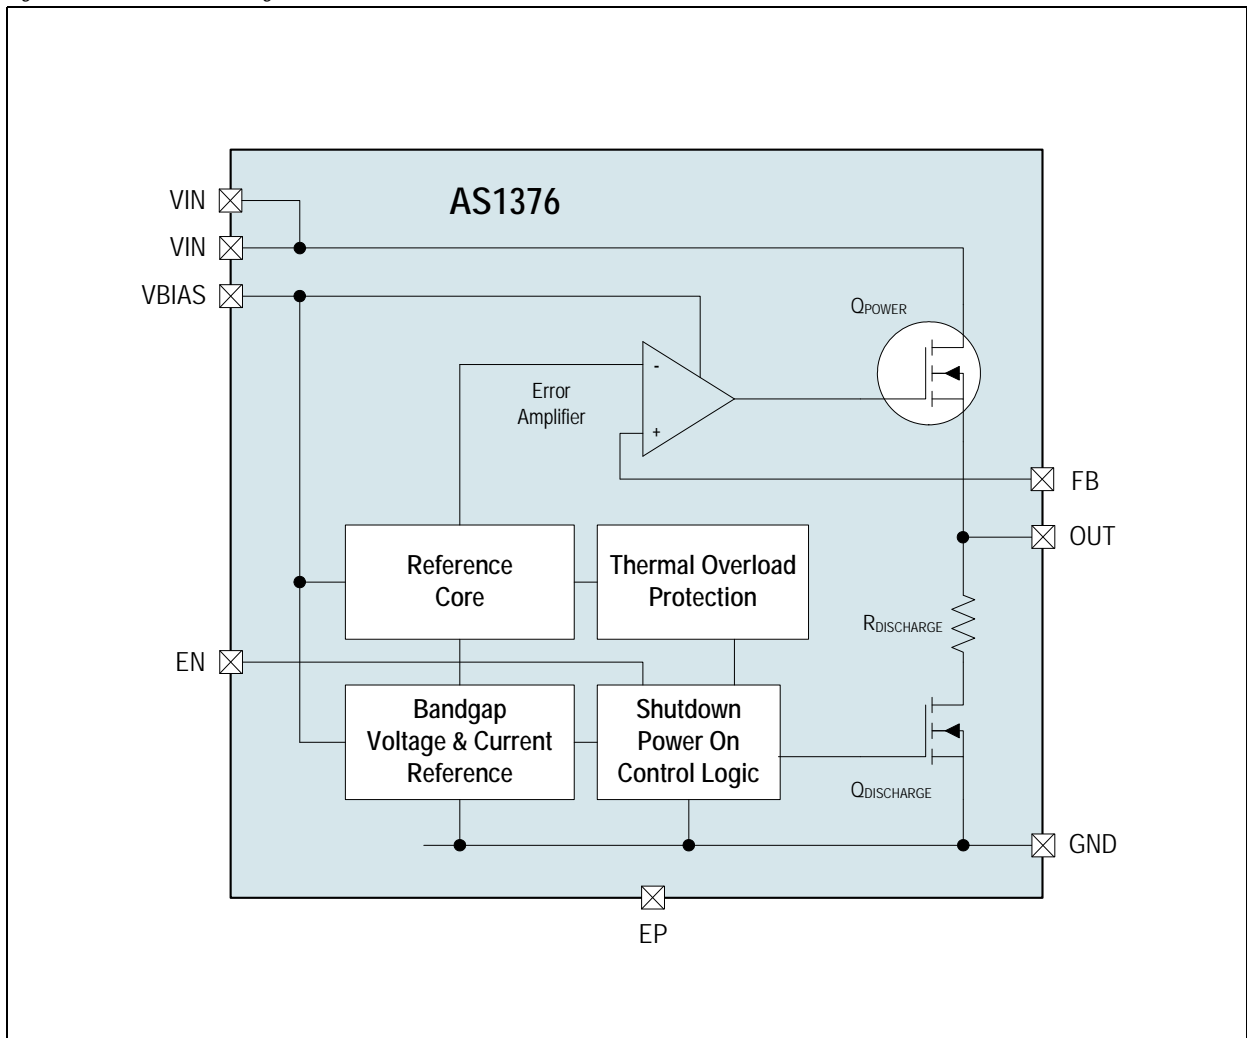 AS1376
VIN
VIN
VBIAS
QPOWER
-
Error
Amplifier
+
FB
OUT
Reference
Core
Thermal Overload
Protection
RDISCHARGE
EN
Bandgap
Voltage & Current
Reference
Shutdown
Power On
Control Logic
QDISCHARGE
GND
EP